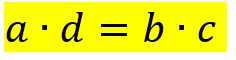 a · d = b · c